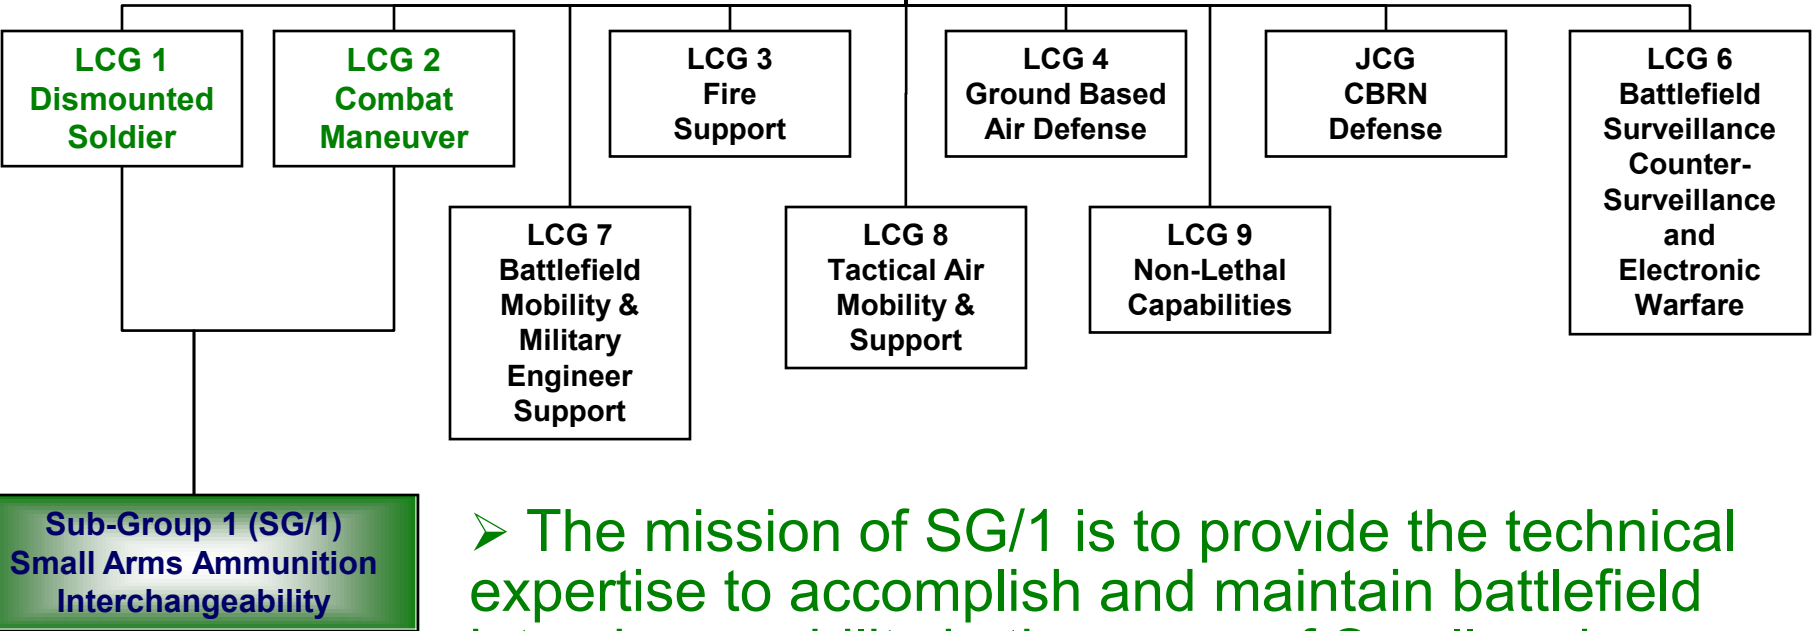 LCG 1
Dismounted
Soldier
LCG 2
Combat
Maneuver
LCG 3
Fire
Support
LCG 4
Ground Based
Air Defense
JCG
CBRN
Defense
LCG 6
Battlefield
Surveillance
Counter-
Surveillance
and
Electronic
Warfare
LCG 7
Battlefield
Mobility &
Military
Engineer
Support
LCG 8
Tactical Air
Mobility &
Support
LCG 9
Non-Lethal
Capabilities
Sub-Group 1 (SG/1)
Small Arms Ammunition
Interchangeability
➢ The mission of SG/1 is to provide the technical
expertise to accomplish and maintain battlefield